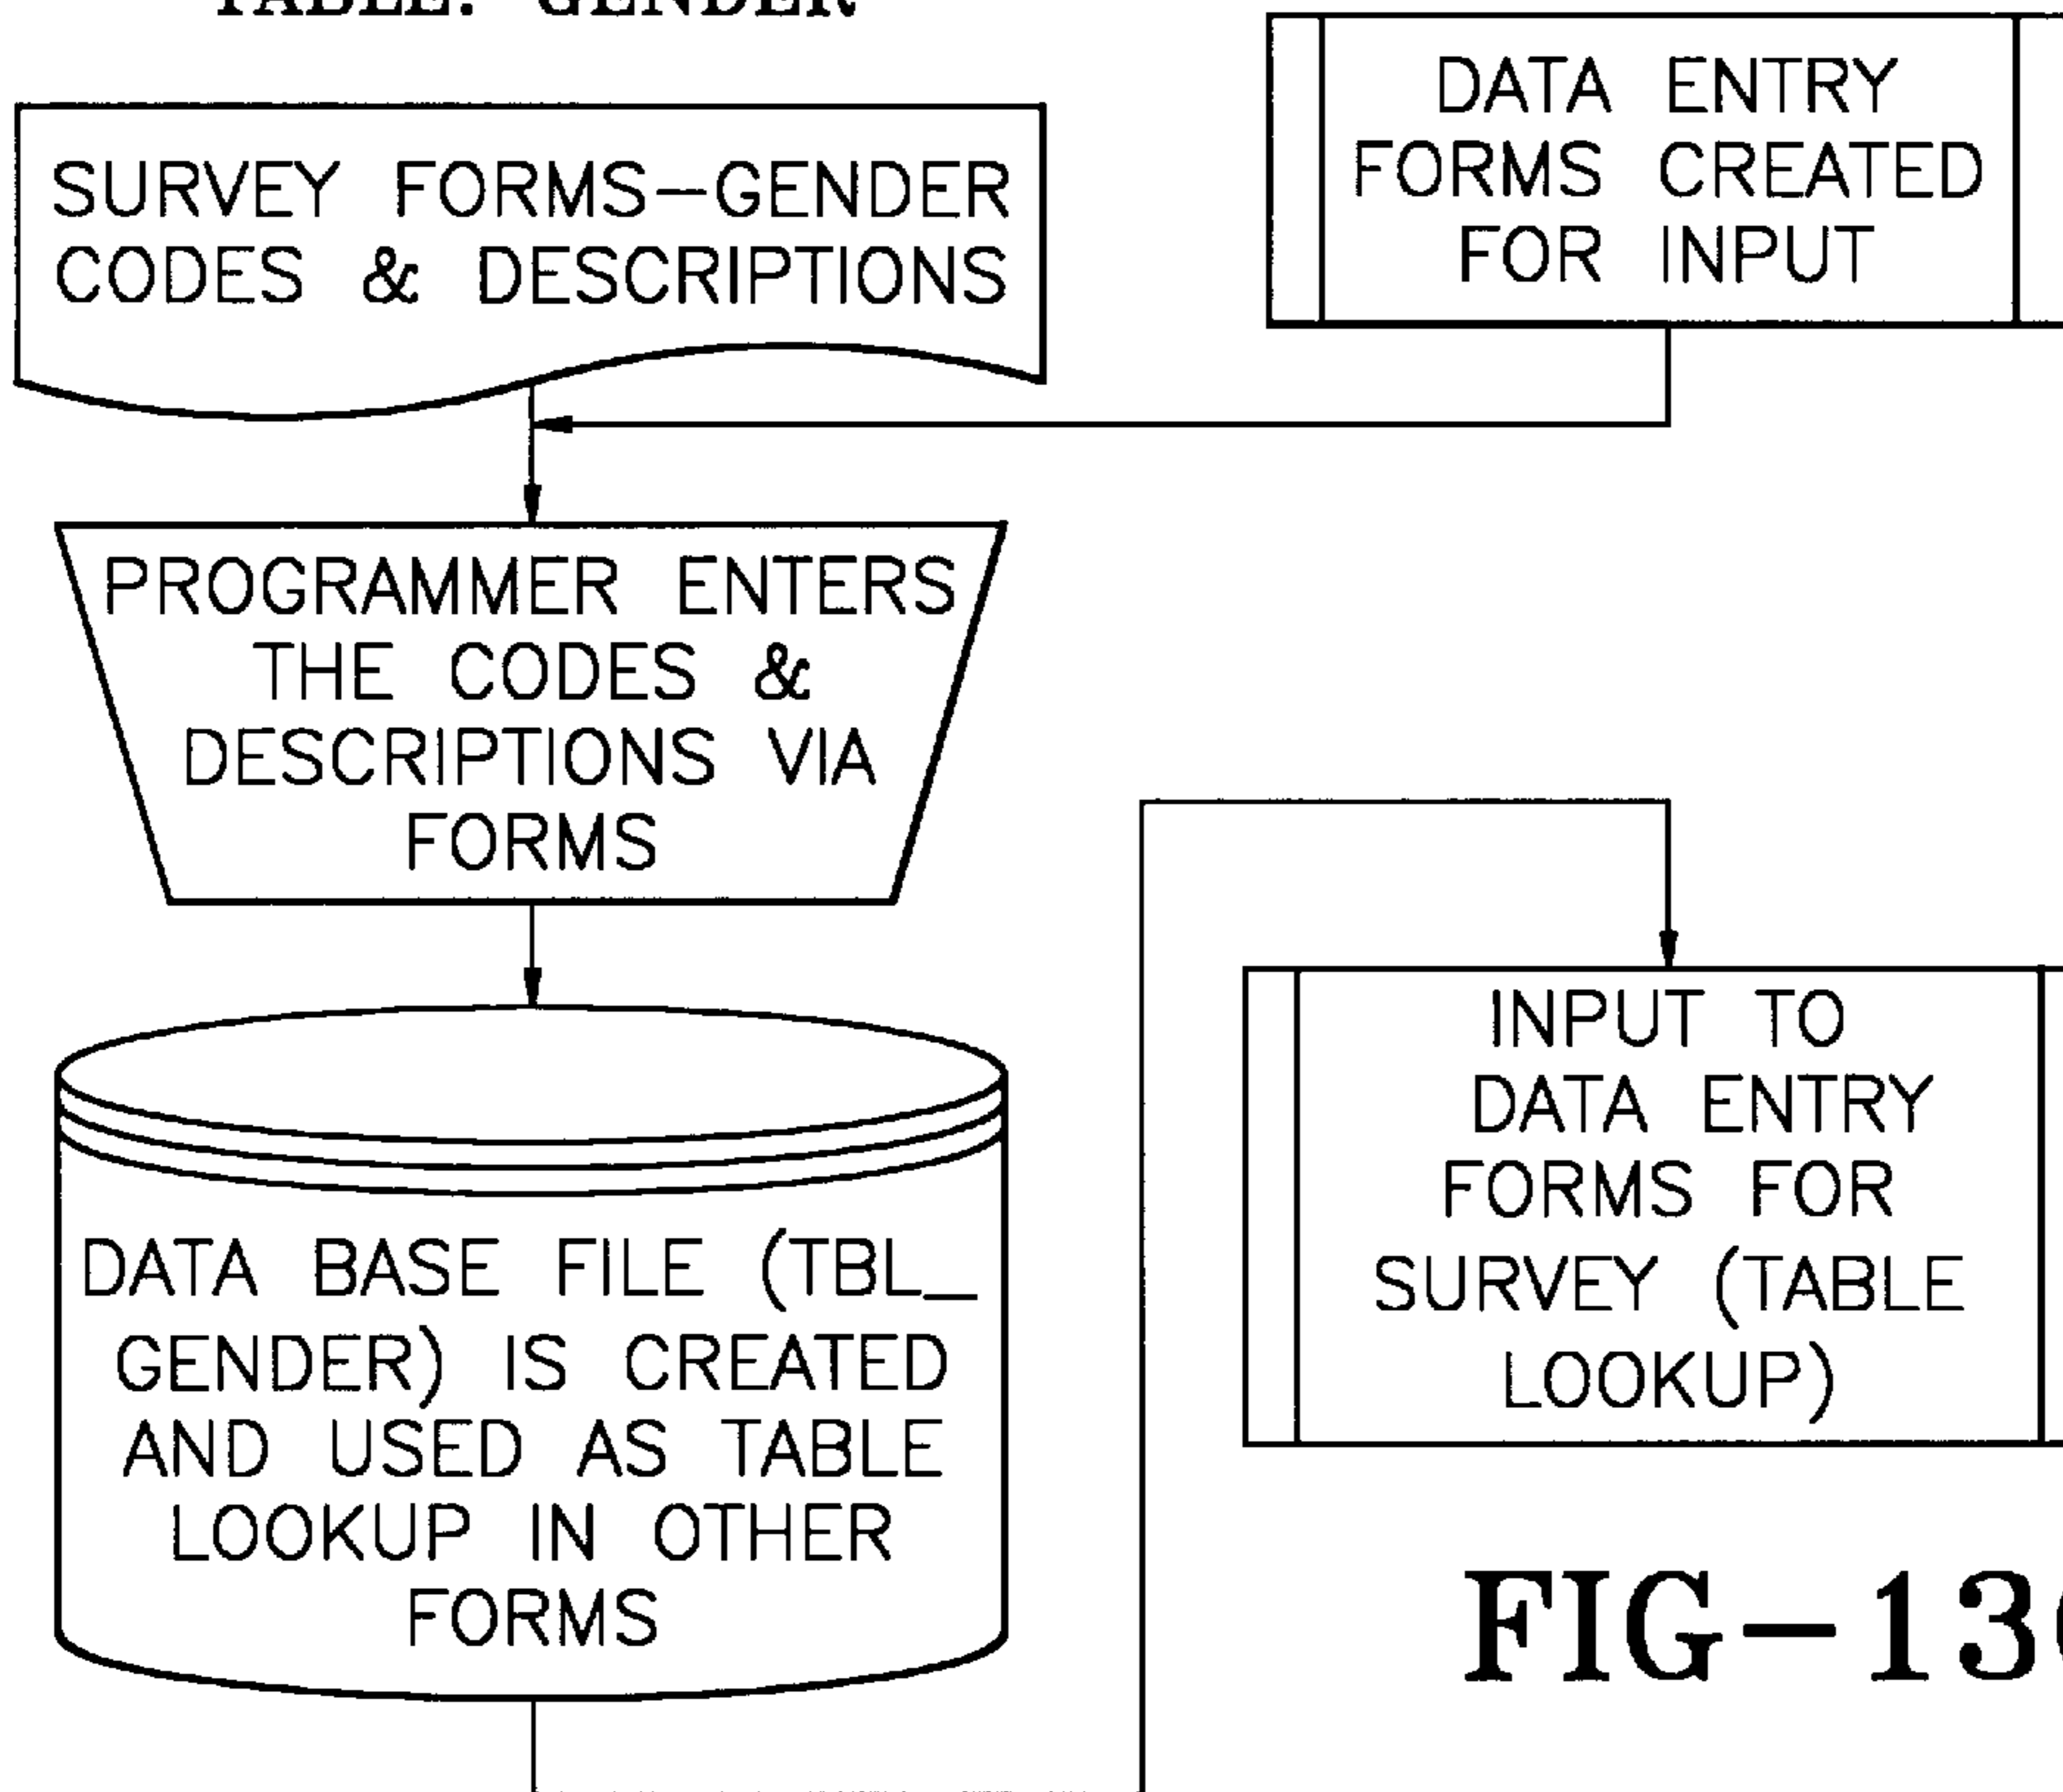 TABLE: GENDER
DATA ENTRY
FORMS CREATED
FOR INPUT
SURVEY FORMS-GENDER
CODES & DESCRIPTIONS
PROGRAMMER ENTERS
THE CODES &
DESCRIPTIONS VIA
FORMS
INPUT TO
DATA ENTRY
FORMS FOR
SURVEY (TABLE
LOOKUP)
DATA BASE FILE (TBL_
GENDER) IS CREATED
AND USED AS TABLE
LOOKUP IN OTHER
FORMS